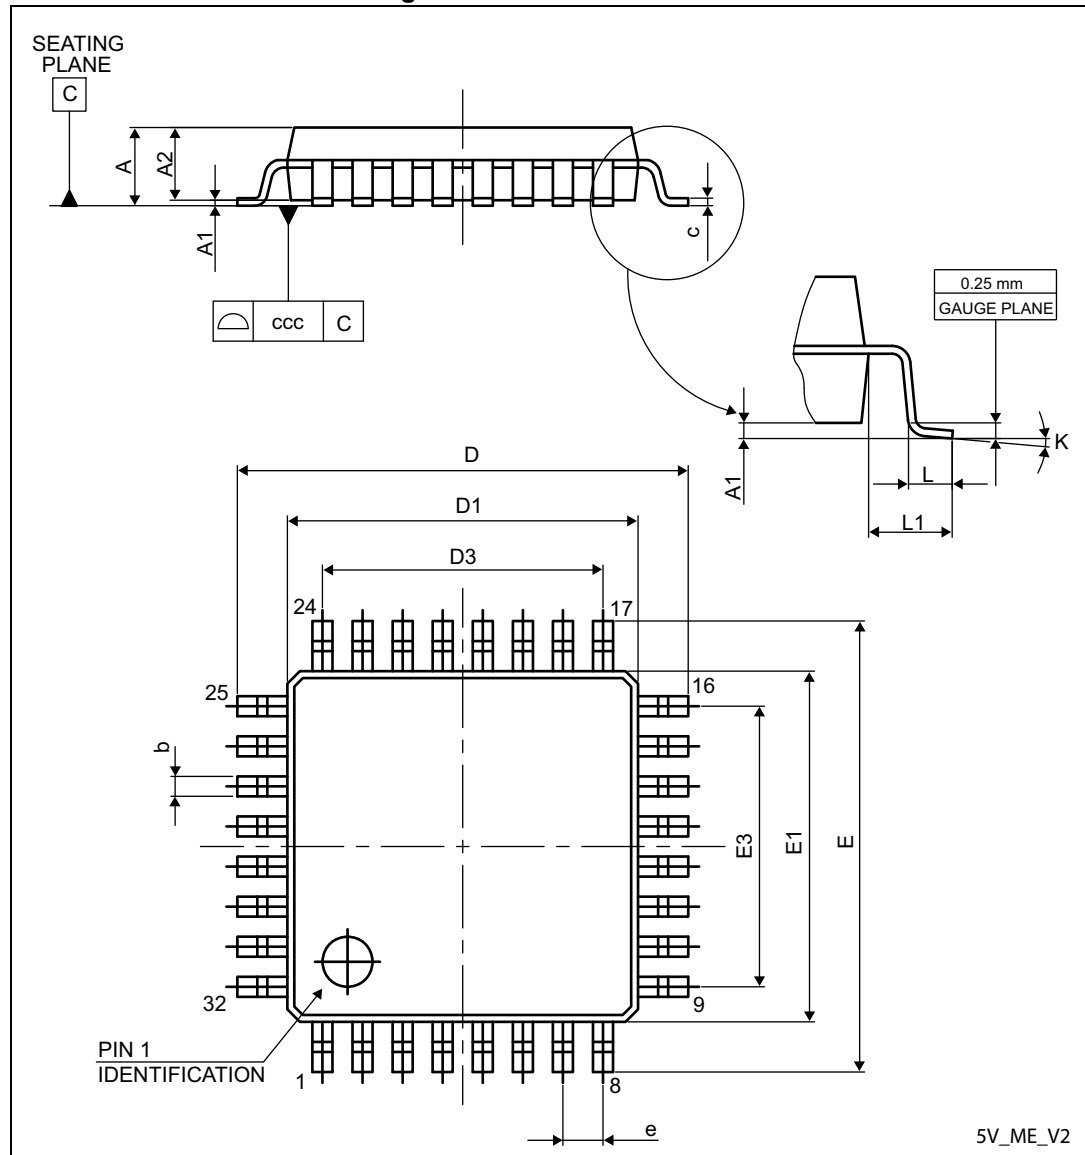 SEATING
PLANE
C
A
A2
A1
c
ccc
C
0.25 mm
GAUGE PLANE
K
A1
L
L1
D
D1
D3
24
17
25
16
b
E3
E1
E
32
9
PIN 1
IDENTIFICATION
1
8
e
5V_ME_V2